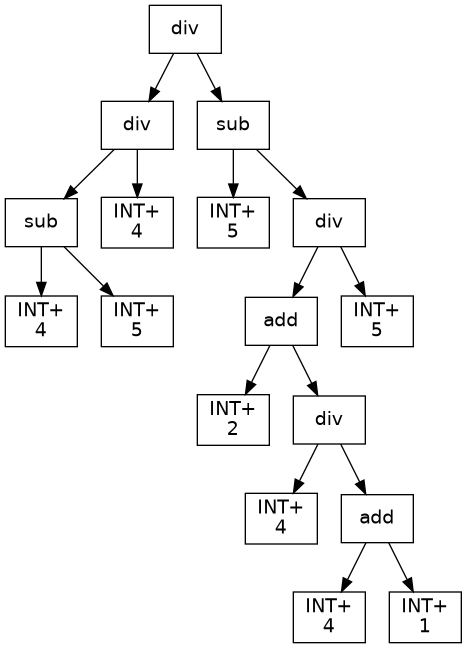 div
div
sub
sub
INT+
4
INT+
5
div
INT+
4
INT+
5
add
INT+
5
INT+
2
div
INT+
4
add
INT+
4
INT+
1